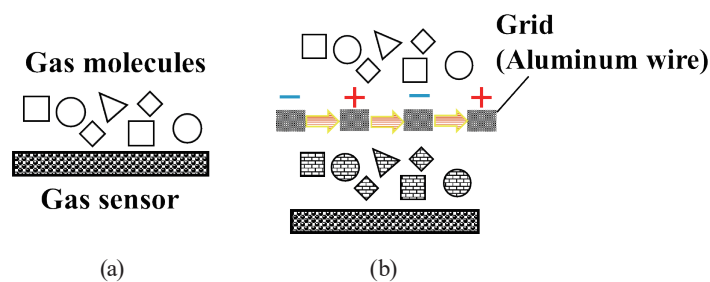 Gas molecules
Gas sensor
(a)
Grid
(Aluminum wire)
− + − +
(b)